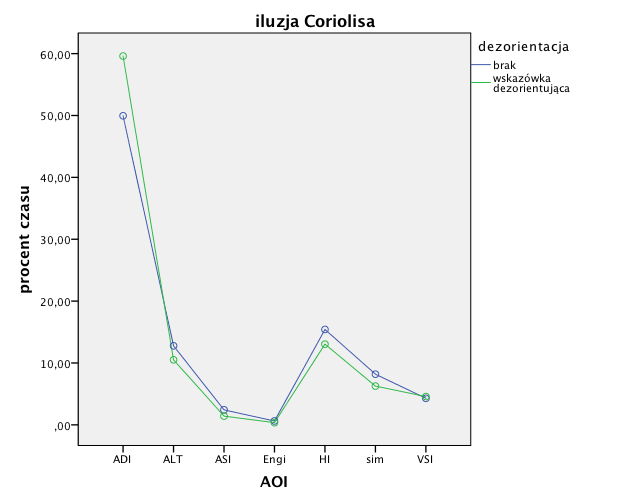 iluzja Coriolisa
dezorientacja
brak
wskazówka
dezorientująca
procent czasu
60,00
50,00
40,00
30,00
20,00
10,00
,00
ADI
ALT
ASI
Engi
HI
sim
VSI
AOI